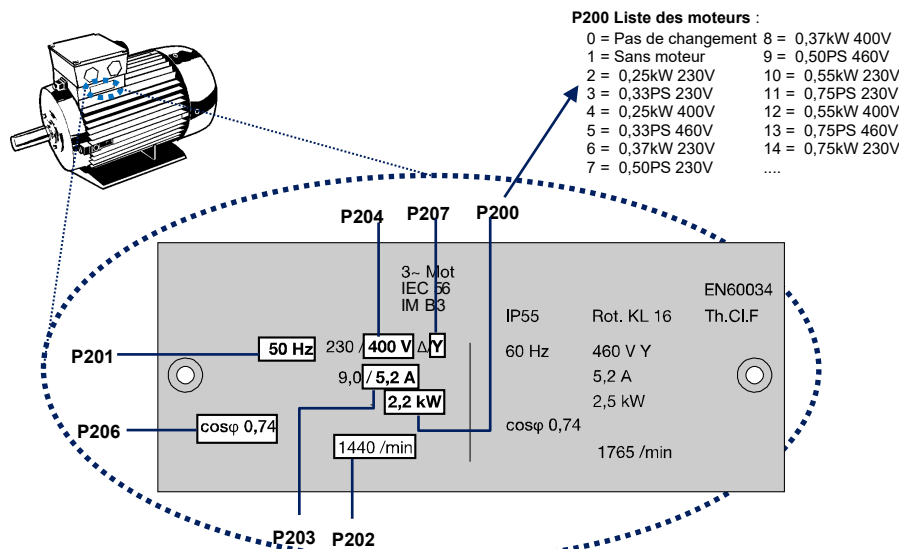 P200 Liste des moteurs :
0 = Pas de changement 8 = 0,37kW 400V
1 = Sans moteur 9 = 0,50PS 460V
2 = 0,25kW 230V 10 = 0,55kW 230V
3 = 0,33PS 230V 11 = 0,75PS 230V
4 = 0,25kW 400V 12 = 0,55kW 400V
5 = 0,33PS 460V 13 = 0,75PS 460V
6 = 0,37kW 230V 14 = 0,75kW 230V
7 = 0,50PS 230V ....
P204 P207 P200
3~ Mot
IEC 56
IM B3
EN60034
IP55 Rot. KL 16 Th.Cl.F
P201
50 Hz 230 / 400 V Δ/Y 60 Hz 460 V Y
9,0 / 5,2 A 5,2 A
2,2 kW 2,5 kW
P206
cosφ 0,74 cosφ 0,74
1440 /min 1765 /min
P203 P202